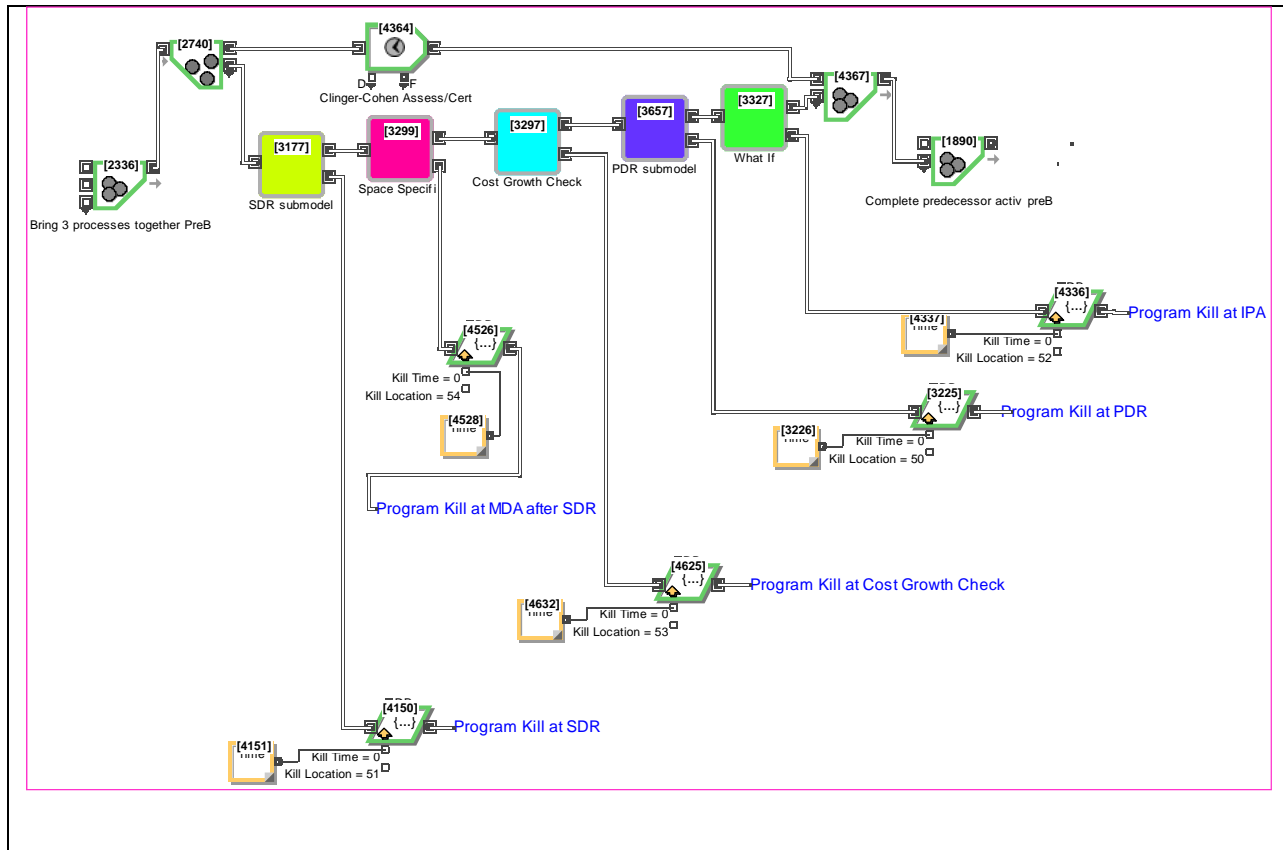 [4364]
[2740]
D F
Clinger-Cohen Assess/Cert
[4367]
[3327]
[3657]
[3297]
[3299]
[3177]
[1890]
[2336]
What If
PDR submodel
Cost Growth Check
Space Specifi
SDR submodel
Complete predecessor activ preB
Bring 3 processes together PreB
[4336]
{...}
Program Kill at IPA
[4337]
Time
Kill Time = 0
Kill Location = 52
[4526]
{...}
Kill Time = 0
Kill Location = 54
[4528]
Time
[3225]
{...}
Program Kill at PDR
[3226]
Time
Kill Time = 0
Kill Location = 50
Program Kill at MDA after SDR
[4625]
{...}
Program Kill at Cost Growth Check
[4632]
Time
Kill Time = 0
Kill Location = 53
[4150]
{...}
Program Kill at SDR
[4151]
Time
Kill Time = 0
Kill Location = 51